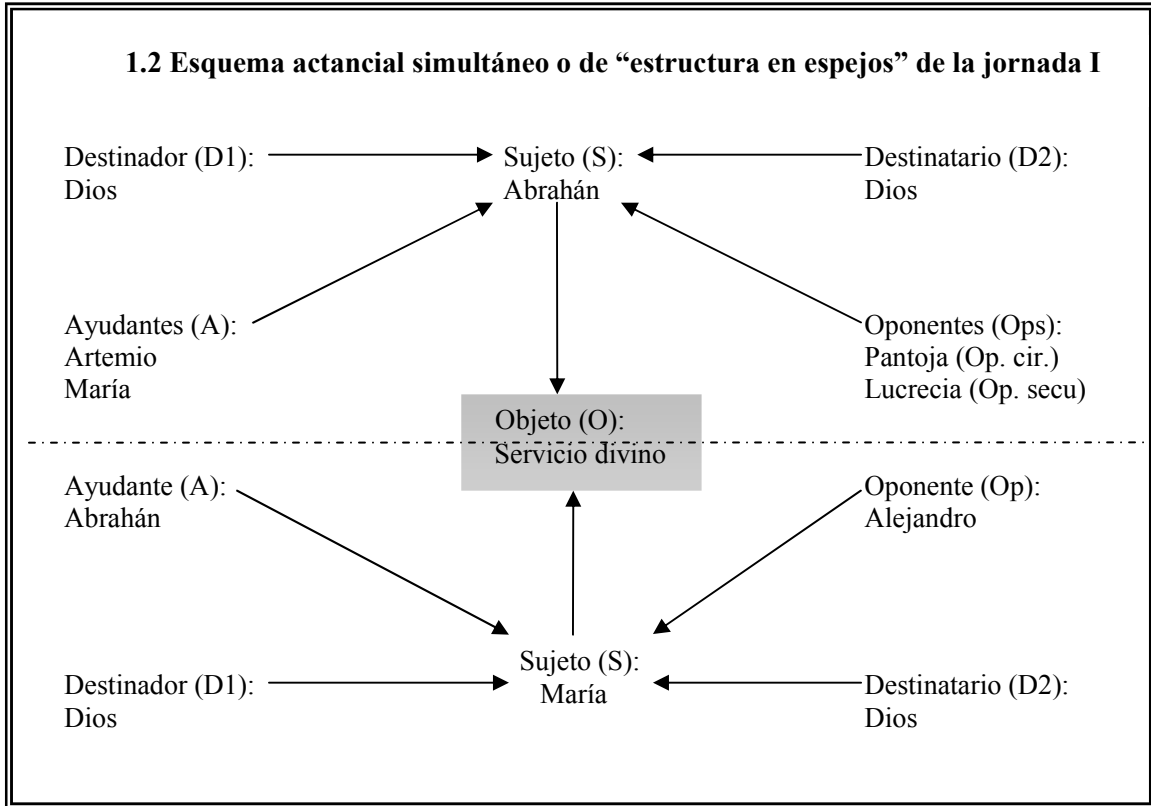 1.2 Esquema actancial simultáneo o de “estructura en espejos” de la jornada I
Destinador (D1):
Dios
Sujeto (S):
Abrahán
Destinatario (D2):
Dios
Ayudantes (A):
Artemio
María
Oponentes (Ops):
Pantoja (Op. cir.)
Lucrecia (Op. secu)
Objeto (O):
Servicio divino
Ayudante (A):
Abrahán
Oponente (Op):
Alejandro
Sujeto (S):
María
Destinador (D1):
Dios
Destinatario (D2):
Dios